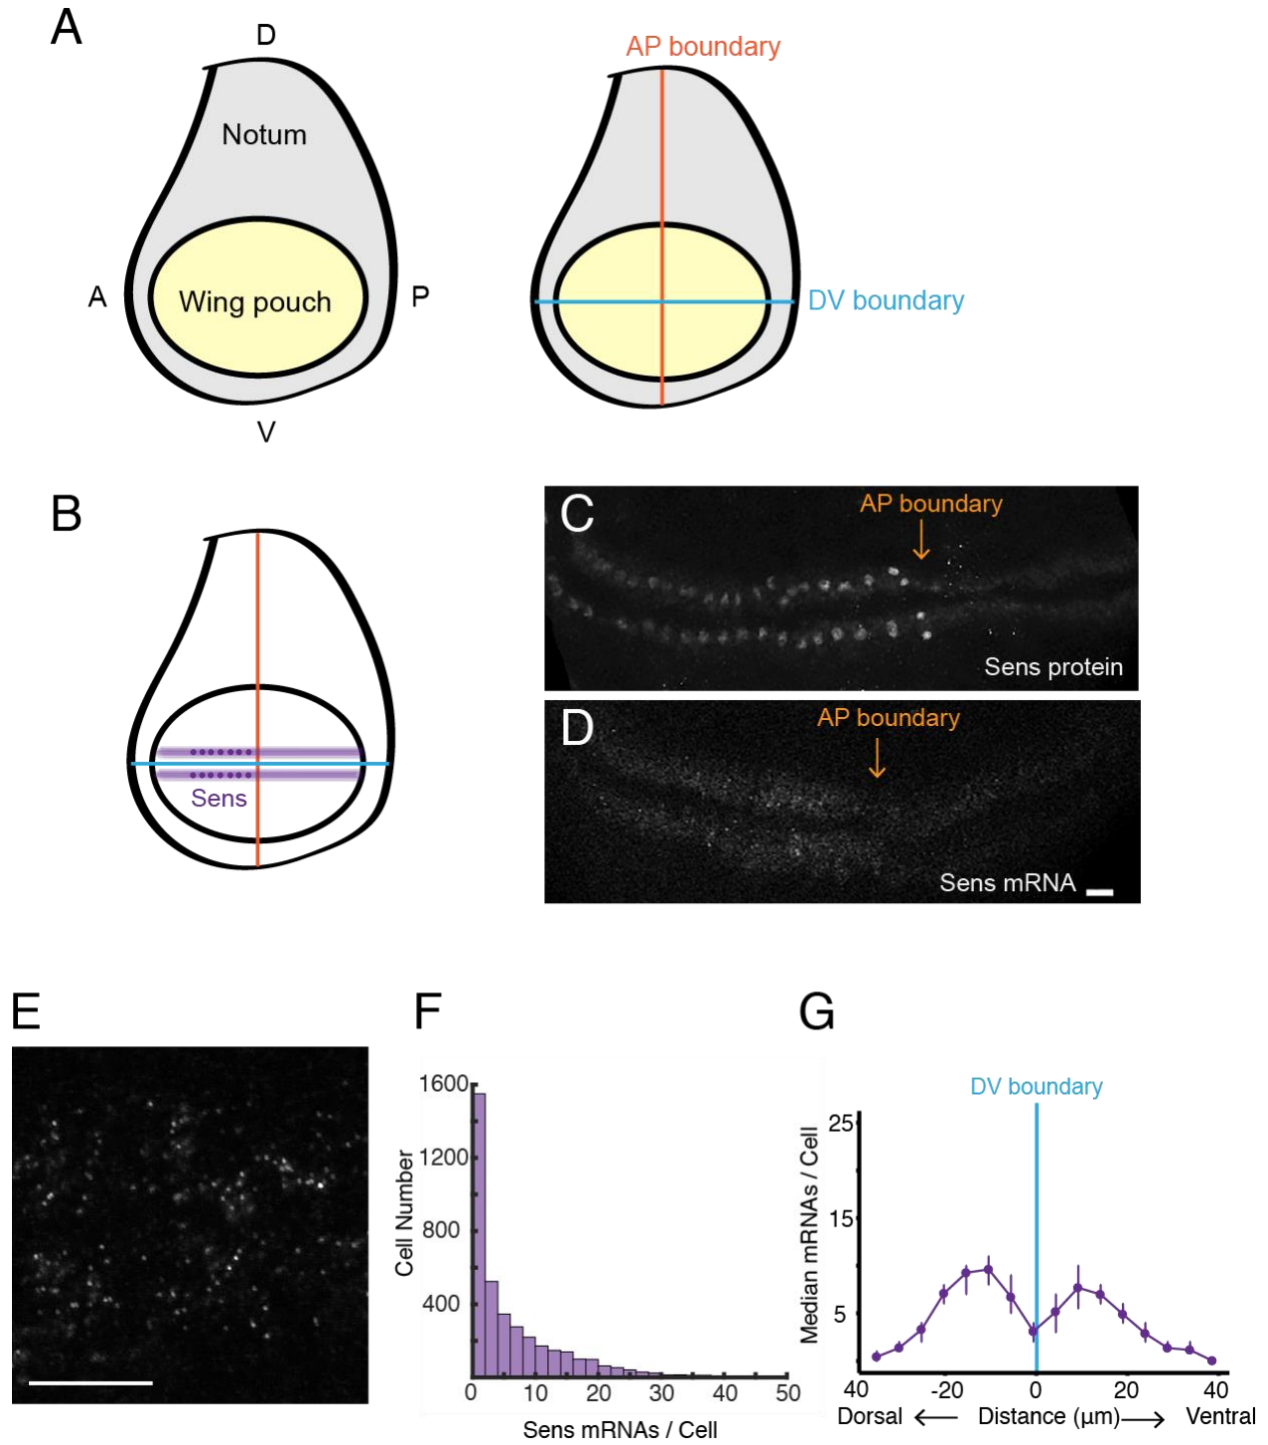 A
D
Notum
A
Wing pouch
P
V
AP boundary
DV boundary
B
Sens
C
AP boundary
Sens protein
D
AP boundary
Sens mRNA
E
F
1600
1200
800
400
Cell Number
0
10
20
30
40
50
Sens mRNAs / Cell
G
DV boundary
25
15
5
Median mRNAs / Cell
40
-20
0
20
40
Dorsal ← Distance (µm) → Ventral